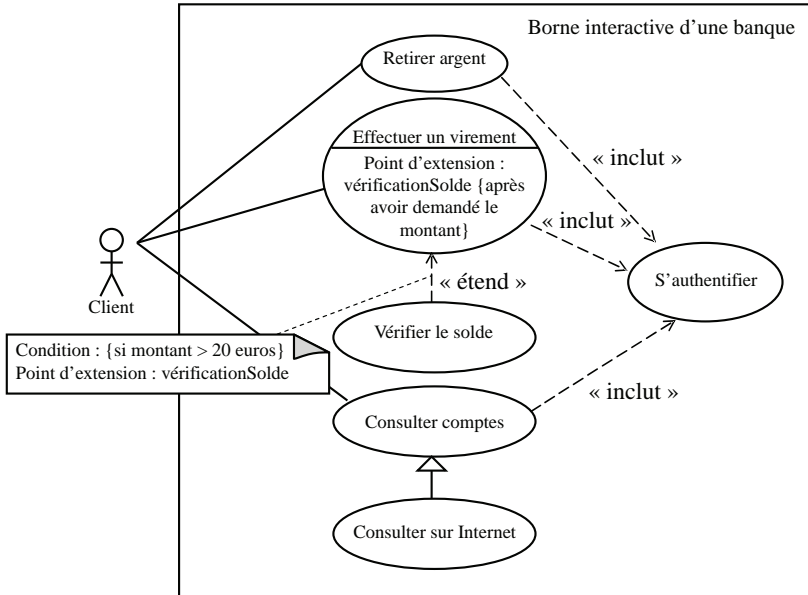 Borne interactive d’une banque
Retirer argent
Effectuer un virement
Point d’extension :
vérificationSolde {après
avoir demandé le
montant}
« inclut »
« inclut »
S’authentifier
« étend »
Client
Vérifier le solde
Condition : {si montant > 20 euros}
Point d’extension : vérificationSolde
« inclut »
Consulter comptes
Consulter sur Internet